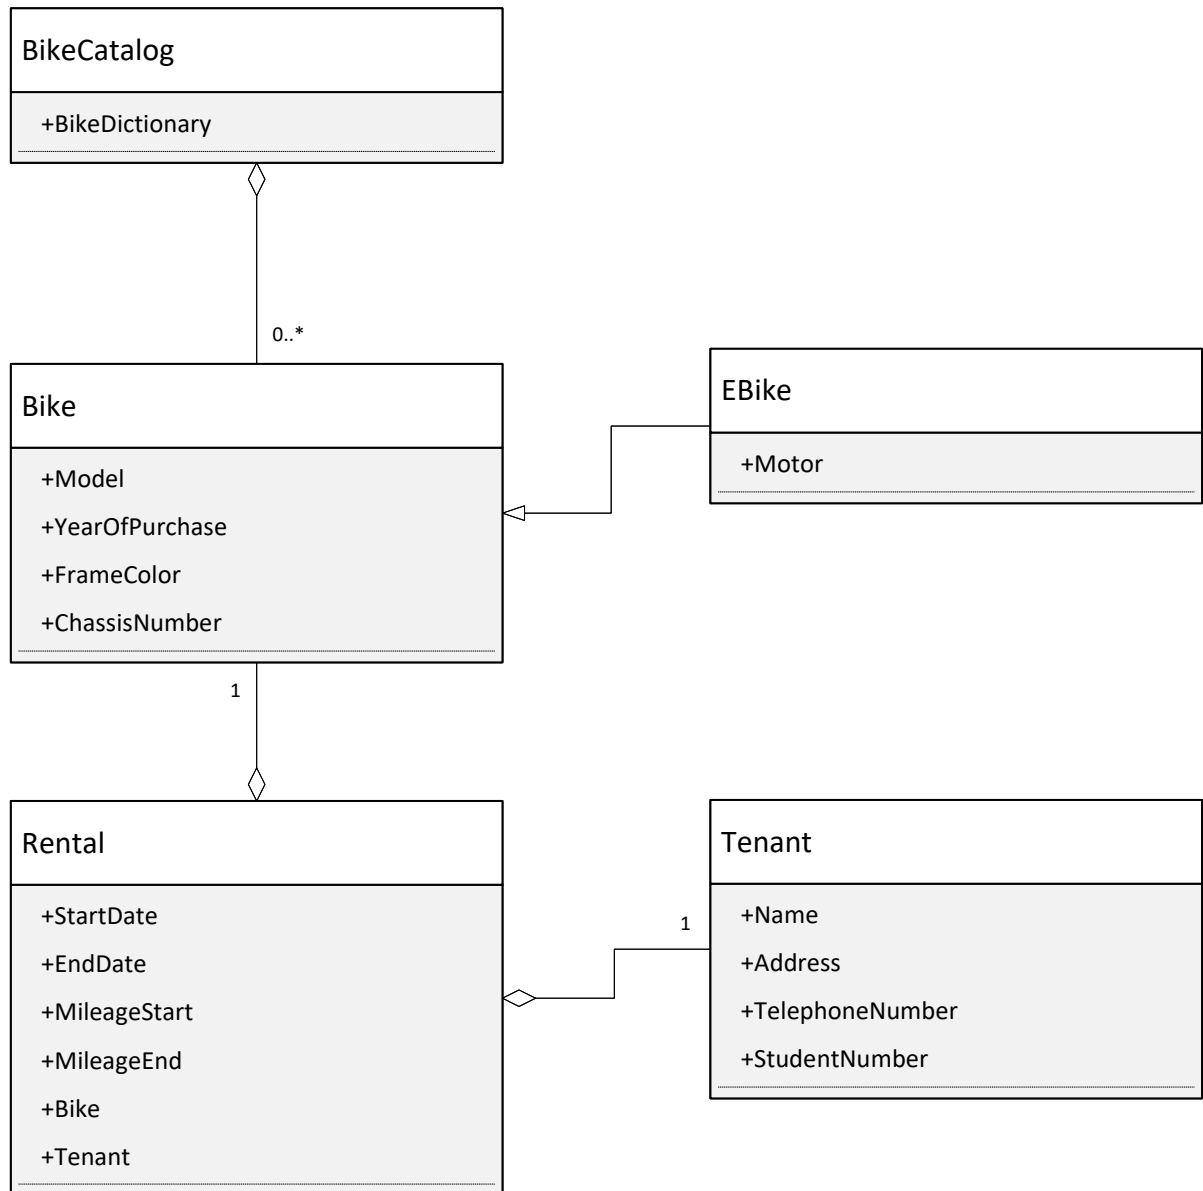 BikeCatalog
+BikeDictionary
0..*
Bike
+Model
+YearOfPurchase
+FrameColor
+ChassisNumber
EBike
+Motor
1
Rental
+StartDate
+EndDate
+MileageStart
+MileageEnd
+Bike
+Tenant
1
Tenant
+Name
+Address
+TelephoneNumber
+StudentNumber